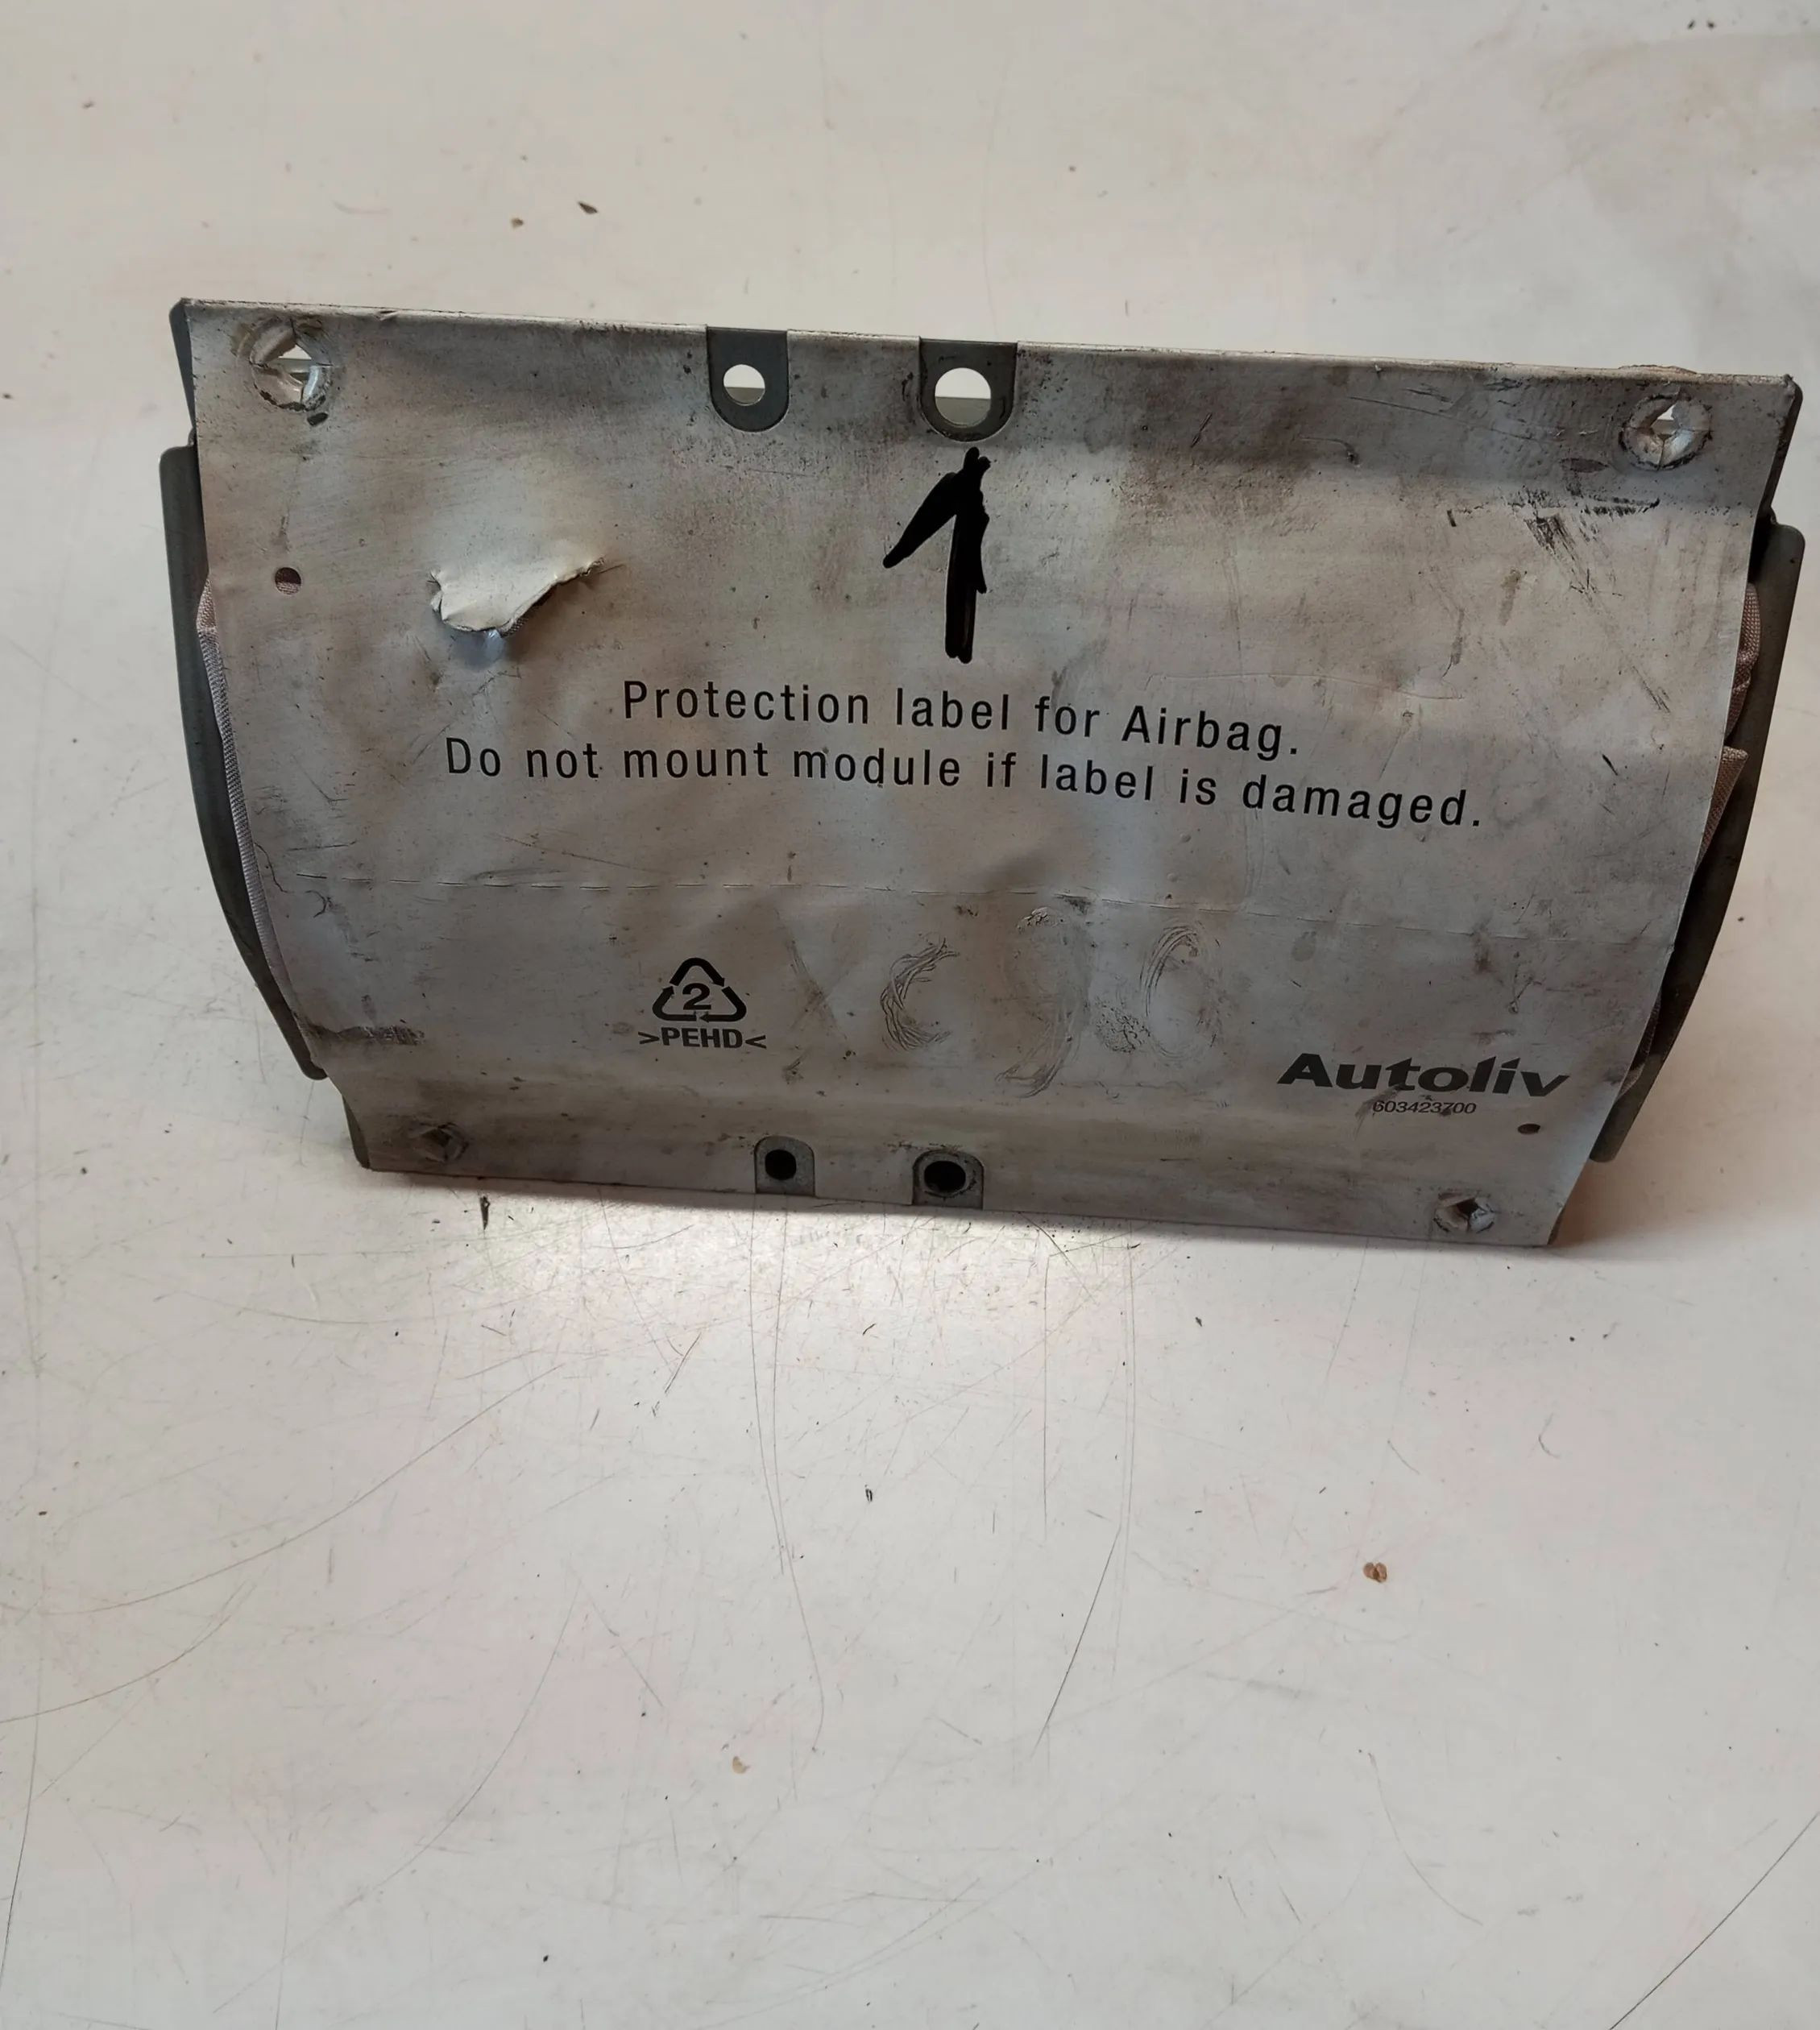 1
Protection label for Airbag.
Do not mount module if label is damaged.
2
>PEHD<
Autoliv
603423700